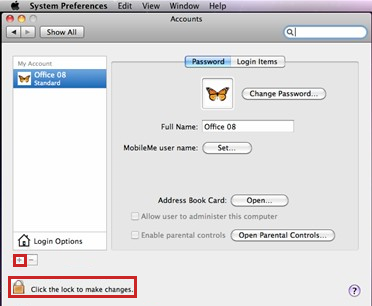 System Preferences Edit View Window Help
Accounts
Show All
My Account
Office 08
Standard
Password Login Items
Change Password...
Full Name: Office 08
MobileMe user name: Set...
Address Book Card: Open...
Allow user to administer this computer
Enable parental controls Open Parental Controls...
Login Options
+ −
Click the lock to make changes.
?